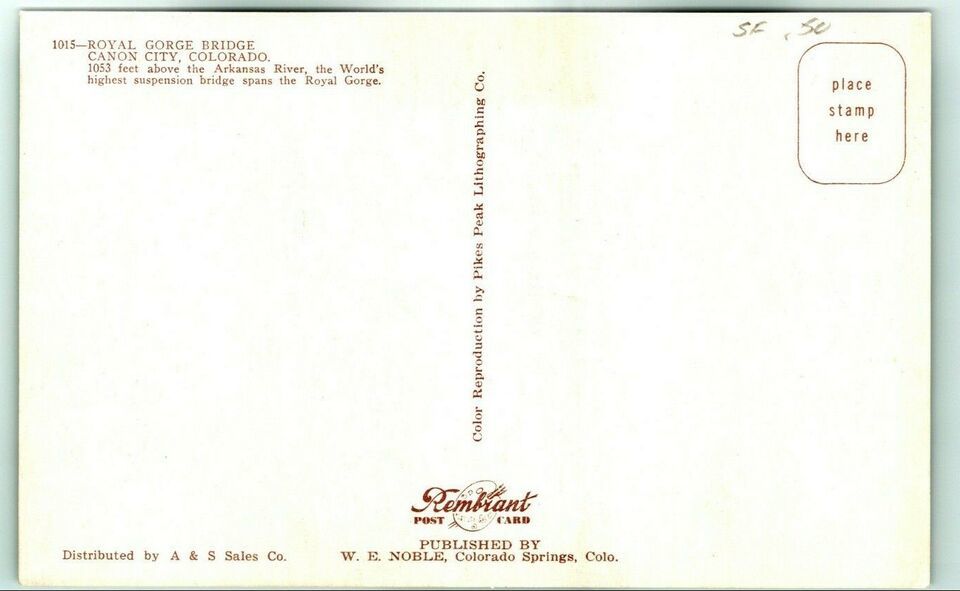 SF .50
1015—ROYAL GORGE BRIDGE
CANON CITY, COLORADO.
1053 feet above the Arkansas River, the World's
highest suspension bridge spans the Royal Gorge.
place
stamp
here
Color Reproduction by Pikes Peak Lithographing Co.
Rembrant
POST CARD
PUBLISHED BY
W. E. NOBLE, Colorado Springs, Colo.
Distributed by A & S Sales Co.